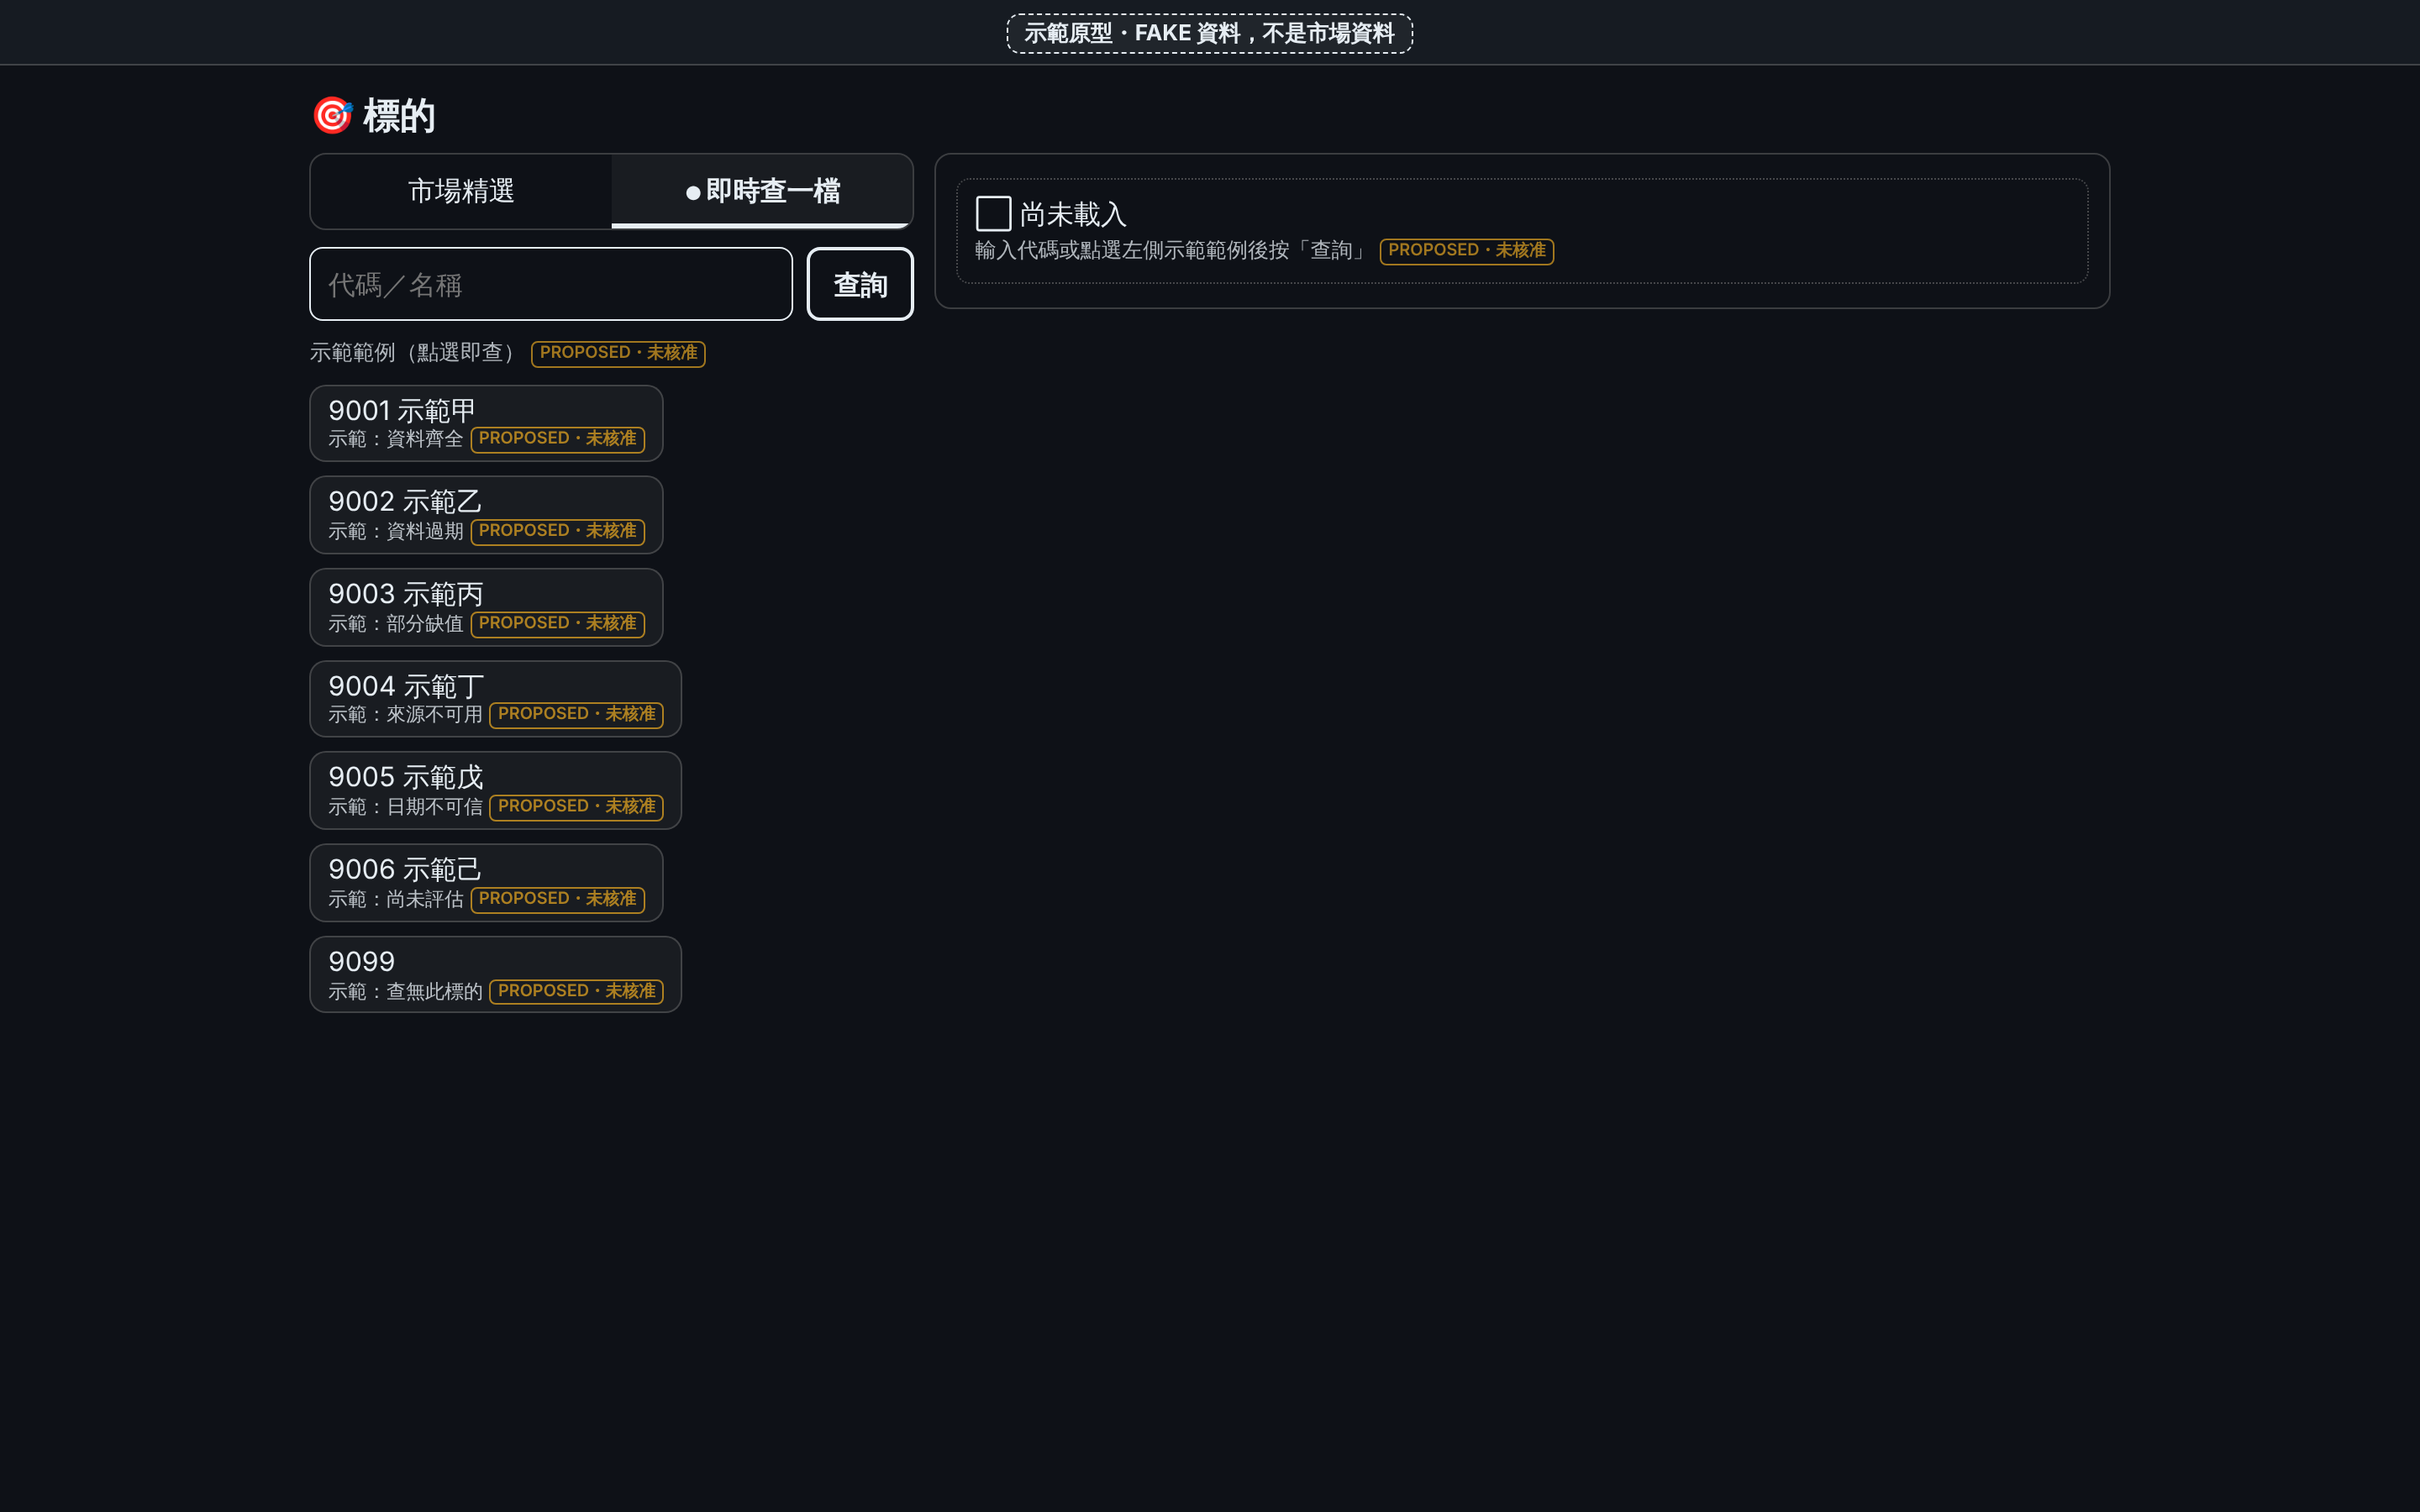 示範原型・FAKE 資料，不是市場資料
🎯 標的
市場精選
●即時查一檔
代碼／名稱
查詢
示範範例（點選即查） PROPOSED・未核准
9001 示範甲
示範：資料齊全 PROPOSED・未核准
9002 示範乙
示範：資料過期 PROPOSED・未核准
9003 示範丙
示範：部分缺值 PROPOSED・未核准
9004 示範丁
示範：來源不可用 PROPOSED・未核准
9005 示範戊
示範：日期不可信 PROPOSED・未核准
9006 示範己
示範：尚未評估 PROPOSED・未核准
9099
示範：查無此標的 PROPOSED・未核准
尚未載入
輸入代碼或點選左側示範範例後按「查詢」 PROPOSED・未核准